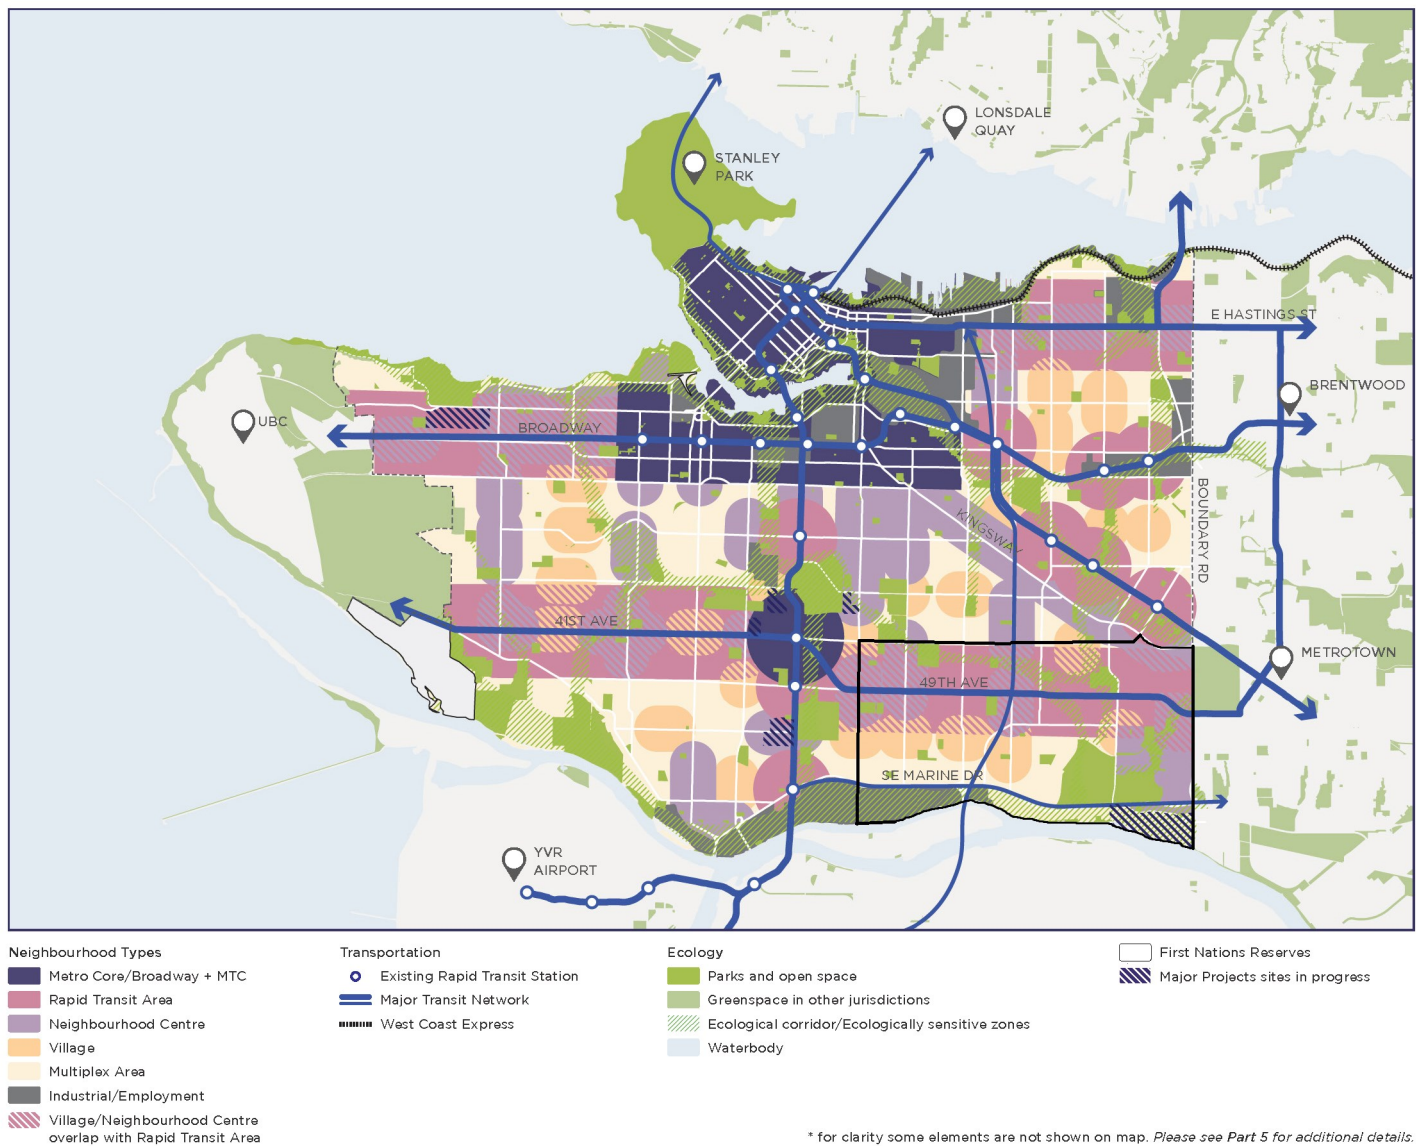 LONSDALE
QUAY
STANLEY
PARK
E HASTINGS ST
BRENTWOOD
UBC
BROADWAY
BOUNDARY RD
KINGSWAY
41ST AVE
METROTOWN
49TH AVE
SE MARINE DR
YVR
AIRPORT
Neighbourhood Types
Metro Core/Broadway + MTC
Rapid Transit Area
Neighbourhood Centre
Village
Multiplex Area
Industrial/Employment
Village/Neighbourhood Centre
overlap with Rapid Transit Area
Transportation
Existing Rapid Transit Station
Major Transit Network
West Coast Express
Ecology
Parks and open space
Greenspace in other jurisdictions
Ecological corridor/Ecologically sensitive zones
Waterbody
First Nations Reserves
Major Projects sites in progress
* for clarity some elements are not shown on map. Please see Part 5 for additional details.